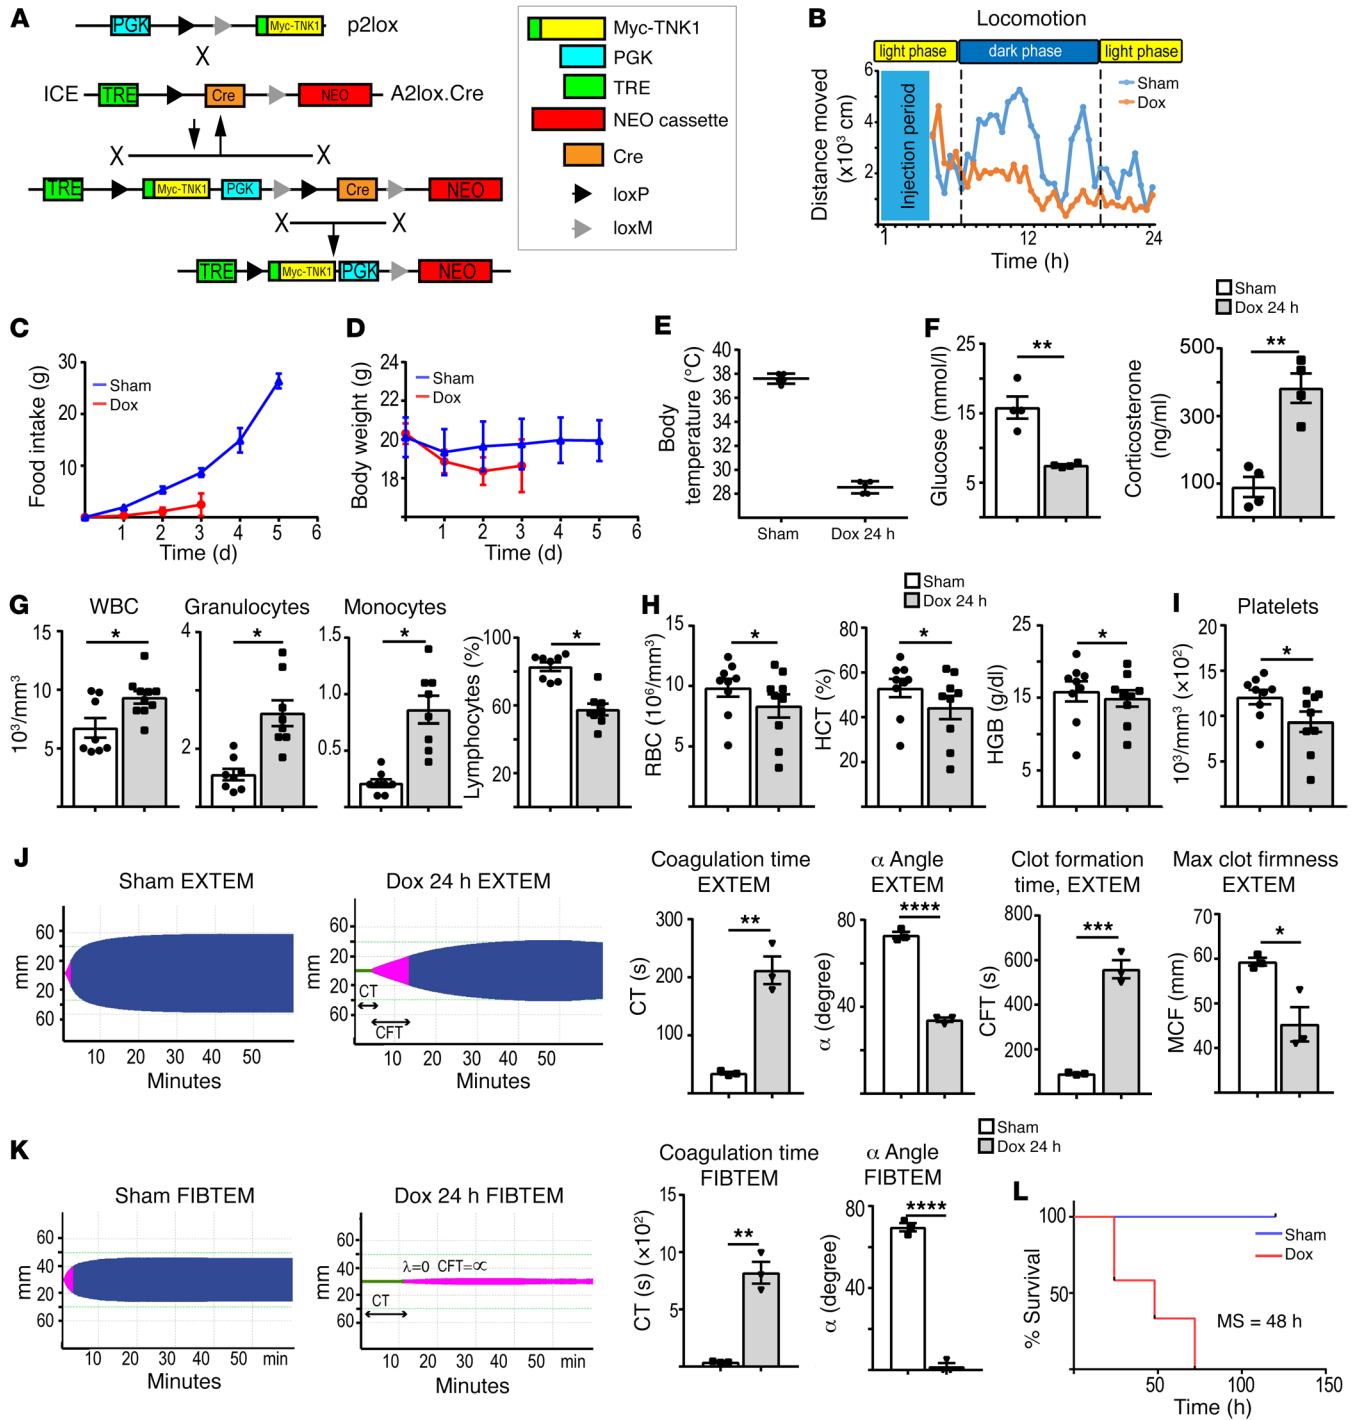 A
p2lox
PGK
Myc-TNK1
X
ICE
TRE
Cre
NEO
A2lox.Cre
X
X
TRE
Myc-TNK1
PGK
Cre
NEO
X
X
TRE
Myc-TNK1
PGK
NEO
Myc-TNK1
PGK
TRE
NEO cassette
Cre
loxP
loxM
B
Locomotion
light phase
dark phase
light phase
Distance moved
(x10³ cm)
6
4
2
Injection period
Sham
Dox
1
12
24
Time (h)
C
Food intake (g)
30
20
10
Sham
Dox
1 2 3 4 5 6
Time (d)
D
Body weight (g)
24
22
20
18
Sham
Dox
1 2 3 4 5 6
Time (d)
E
Body
temperature (°C)
40
38
36
34
32
30
28
Sham
Dox 24 h
F
Sham
Dox 24 h
Glucose (mmol/l)
25
15
5
**
Corticosterone
(ng/ml)
500
300
100
**
G
WBC
10³/mm³
15
10
5
*
Granulocytes
4
2
*
Monocytes
1.5
1.0
0.5
*
Lymphocytes (%)
100
60
20
*
H
Sham
Dox 24 h
RBC (10⁶/mm³)
15
10
5
*
HCT (%)
80
60
40
20
*
HGB (g/dl)
25
15
5
*
I
Platelets
10³/mm³ (×10²)
20
15
10
5
*
J
Sham EXTEM
mm
60
20
20
60
10 20 30 40 50
Minutes
Dox 24 h EXTEM
mm
60
20
20
60
CT
CFT
10 20 30 40 50
Minutes
Coagulation time
EXTEM
CT (s)
300
200
100
**
α Angle
EXTEM
α (degree)
80
40
****
Clot formation
time, EXTEM
CFT (s)
800
600
400
200
***
Max clot firmness
EXTEM
MCF (mm)
70
60
50
40
*
K
Sham FIBTEM
mm
60
20
20
60
10 20 30 40 50 min
Minutes
Dox 24 h FIBTEM
mm
60
40
20
20
60
λ=0 CFT=∝
CT
10 20 30 40 50 min
Minutes
Coagulation time
FIBTEM
CT (s) (×10²)
15
10
5
**
α Angle
FIBTEM
α (degree)
80
40
****
Sham
Dox 24 h
L
% Survival
100
50
Sham
Dox
MS = 48 h
50 100 150
Time (h)